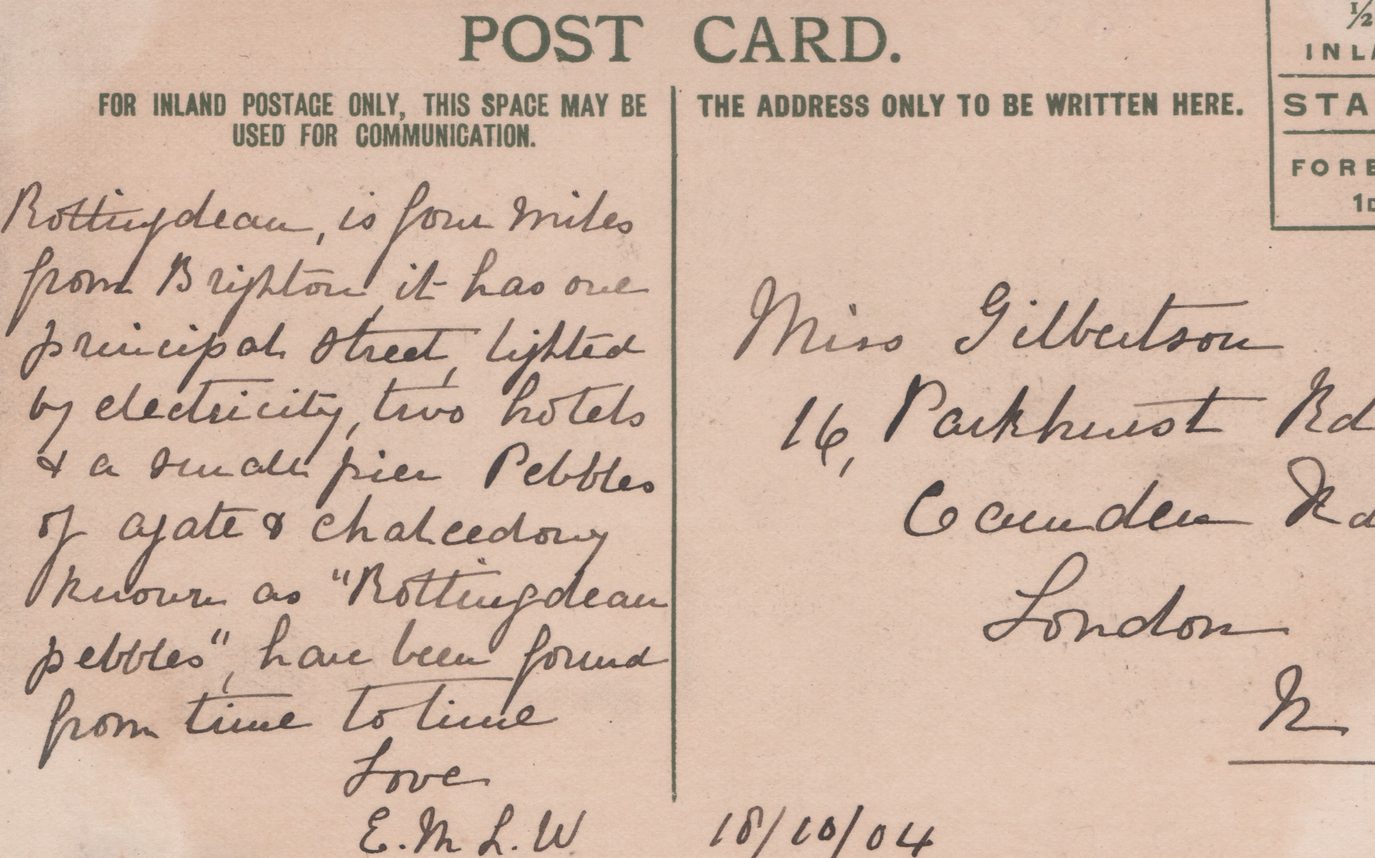 POST CARD.
FOR INLAND POSTAGE ONLY, THIS SPACE MAY BE
USED FOR COMMUNICATION.
Rottingdean, is four miles
from Brighton it has one
principal street, lighted
by electricity, two hotels
& a small pier Pebbles
of agate & chalcedony
known as "Rottingdean
pebbles", have been found
from time to time
Love
E. M. L. W
THE ADDRESS ONLY TO BE WRITTEN HERE.
½
INLA
STA
FORE
1D
Miss Gilbertson
16, Parkhurst Rd
Camden Rd
London
N
18/10/04